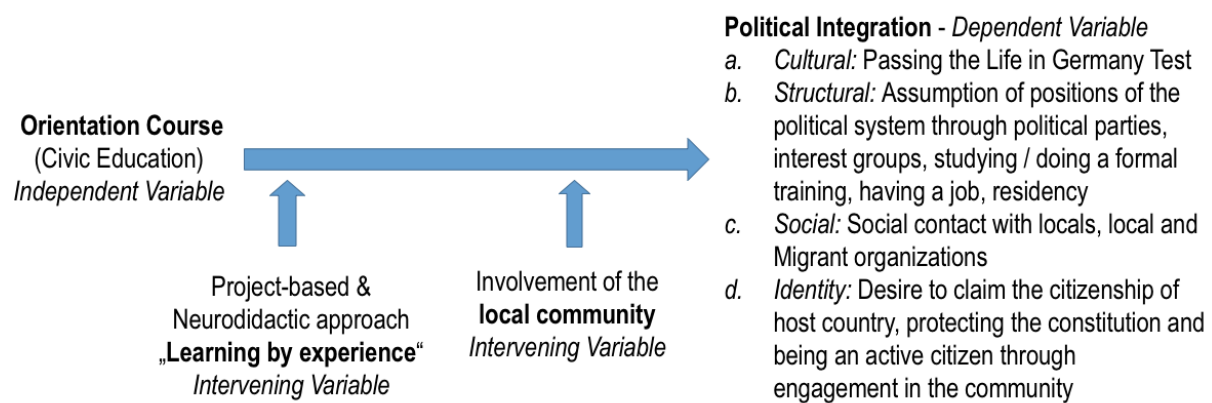 Orientation Course
(Civic Education)
Independent Variable
Project-based &
Neurodidactic approach
„Learning by experience“
Intervening Variable
Involvement of the
local community
Intervening Variable
Political Integration - Dependent Variable
a. Cultural: Passing the Life in Germany Test
b. Structural: Assumption of positions of the
political system through political parties,
interest groups, studying / doing a formal
training, having a job, residency
c. Social: Social contact with locals, local and
Migrant organizations
d. Identity: Desire to claim the citizenship of
host country, protecting the constitution and
being an active citizen through
engagement in the community